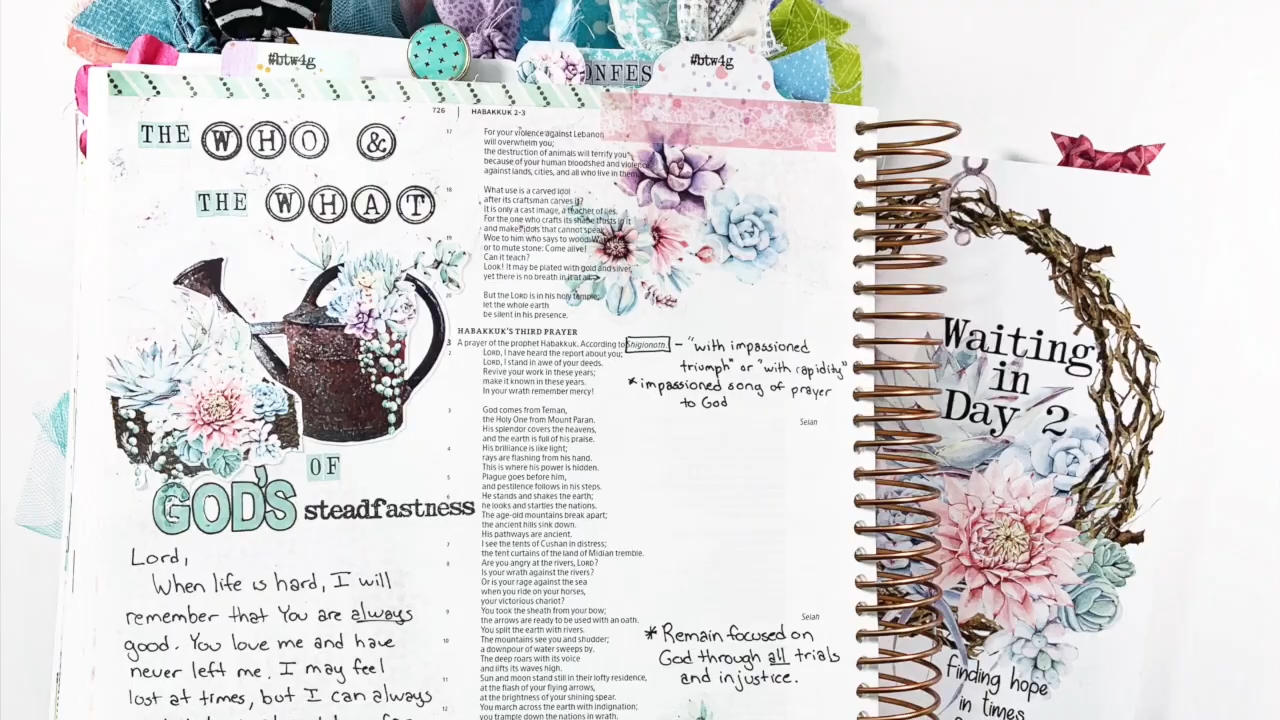 #btw4g
ONFES
#btw4g
THE WHO &
THE WHAT
OF
GOD'S steadfastness
Lord,
When life is hard, I will
remember that You are always
good. You love me and have
never left me. I may feel
lost at times, but I can always
726 | HABAKKUK 2-3
17 For your violence against Lebanon
will overwhelm you;
the destruction of animals will terrify you
because of your human bloodshed and violence
against lands, cities, and all who live in them.
18 What use is a carved idol
after its craftsman carves it?
It is only a cast image, a teacher of lies.
For the one who crafts its shape trusts in it
and makes idols that cannot speak.
19 Woe to him who says to wood: Wake
or to mute stone: Come alive!
Can it teach?
Look! It may be plated with gold and silver,
yet there is no breath in it at all.
20 But the LORD is in his holy temple;
let the whole earth
be silent in his presence.
HABAKKUK'S THIRD PRAYER
3 A prayer of the prophet Habakkuk. According to Shigionoth.
2 LORD, I have heard the report about you;
LORD, I stand in awe of your deeds.
Revive your work in these years;
make it known in these years.
In your wrath remember mercy!
3 God comes from Teman,
the Holy One from Mount Paran. Selah
His splendor covers the heavens,
and the earth is full of his praise.
4 His brilliance is like light;
rays are flashing from his hand.
This is where his power is hidden.
5 Plague goes before him,
and pestilence follows in his steps.
6 He stands and shakes the earth;
he looks and startles the nations.
The age-old mountains break apart;
the ancient hills sink down.
His pathways are ancient.
7 I see the tents of Cushan in distress;
the tent curtains of the land of Midian tremble.
8 Are you angry at the rivers, LORD?
Is your wrath against the rivers?
Or is your rage against the sea
when you ride on your horses,
your victorious chariot?
9 You took the sheath from your bow;
the arrows are ready to be used with an oath. Selah
You split the earth with rivers.
10 The mountains see you and shudder;
a downpour of water sweeps by.
The deep roars with its voice
and lifts its waves high.
11 Sun and moon stand still in their lofty residence,
at the flash of your flying arrows,
at the brightness of your shining spear.
12 You march across the earth with indignation;
you trample down the nations in wrath.
– "with impassioned
triumph" or "with rapidity"
* impassioned song of prayer
to God
* Remain focused on
God through all trials
and injustice.
Waiting
in
Day 2
Finding hope
in times